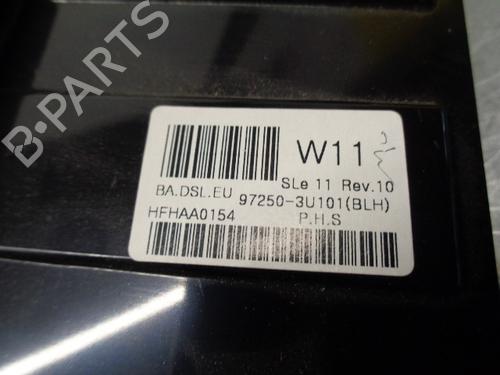 W11
SLe 11 Rev.10
BA.DSL.EU 97250-3U101(BLH)
HFHAA0154 P.H.S
B-PARTS